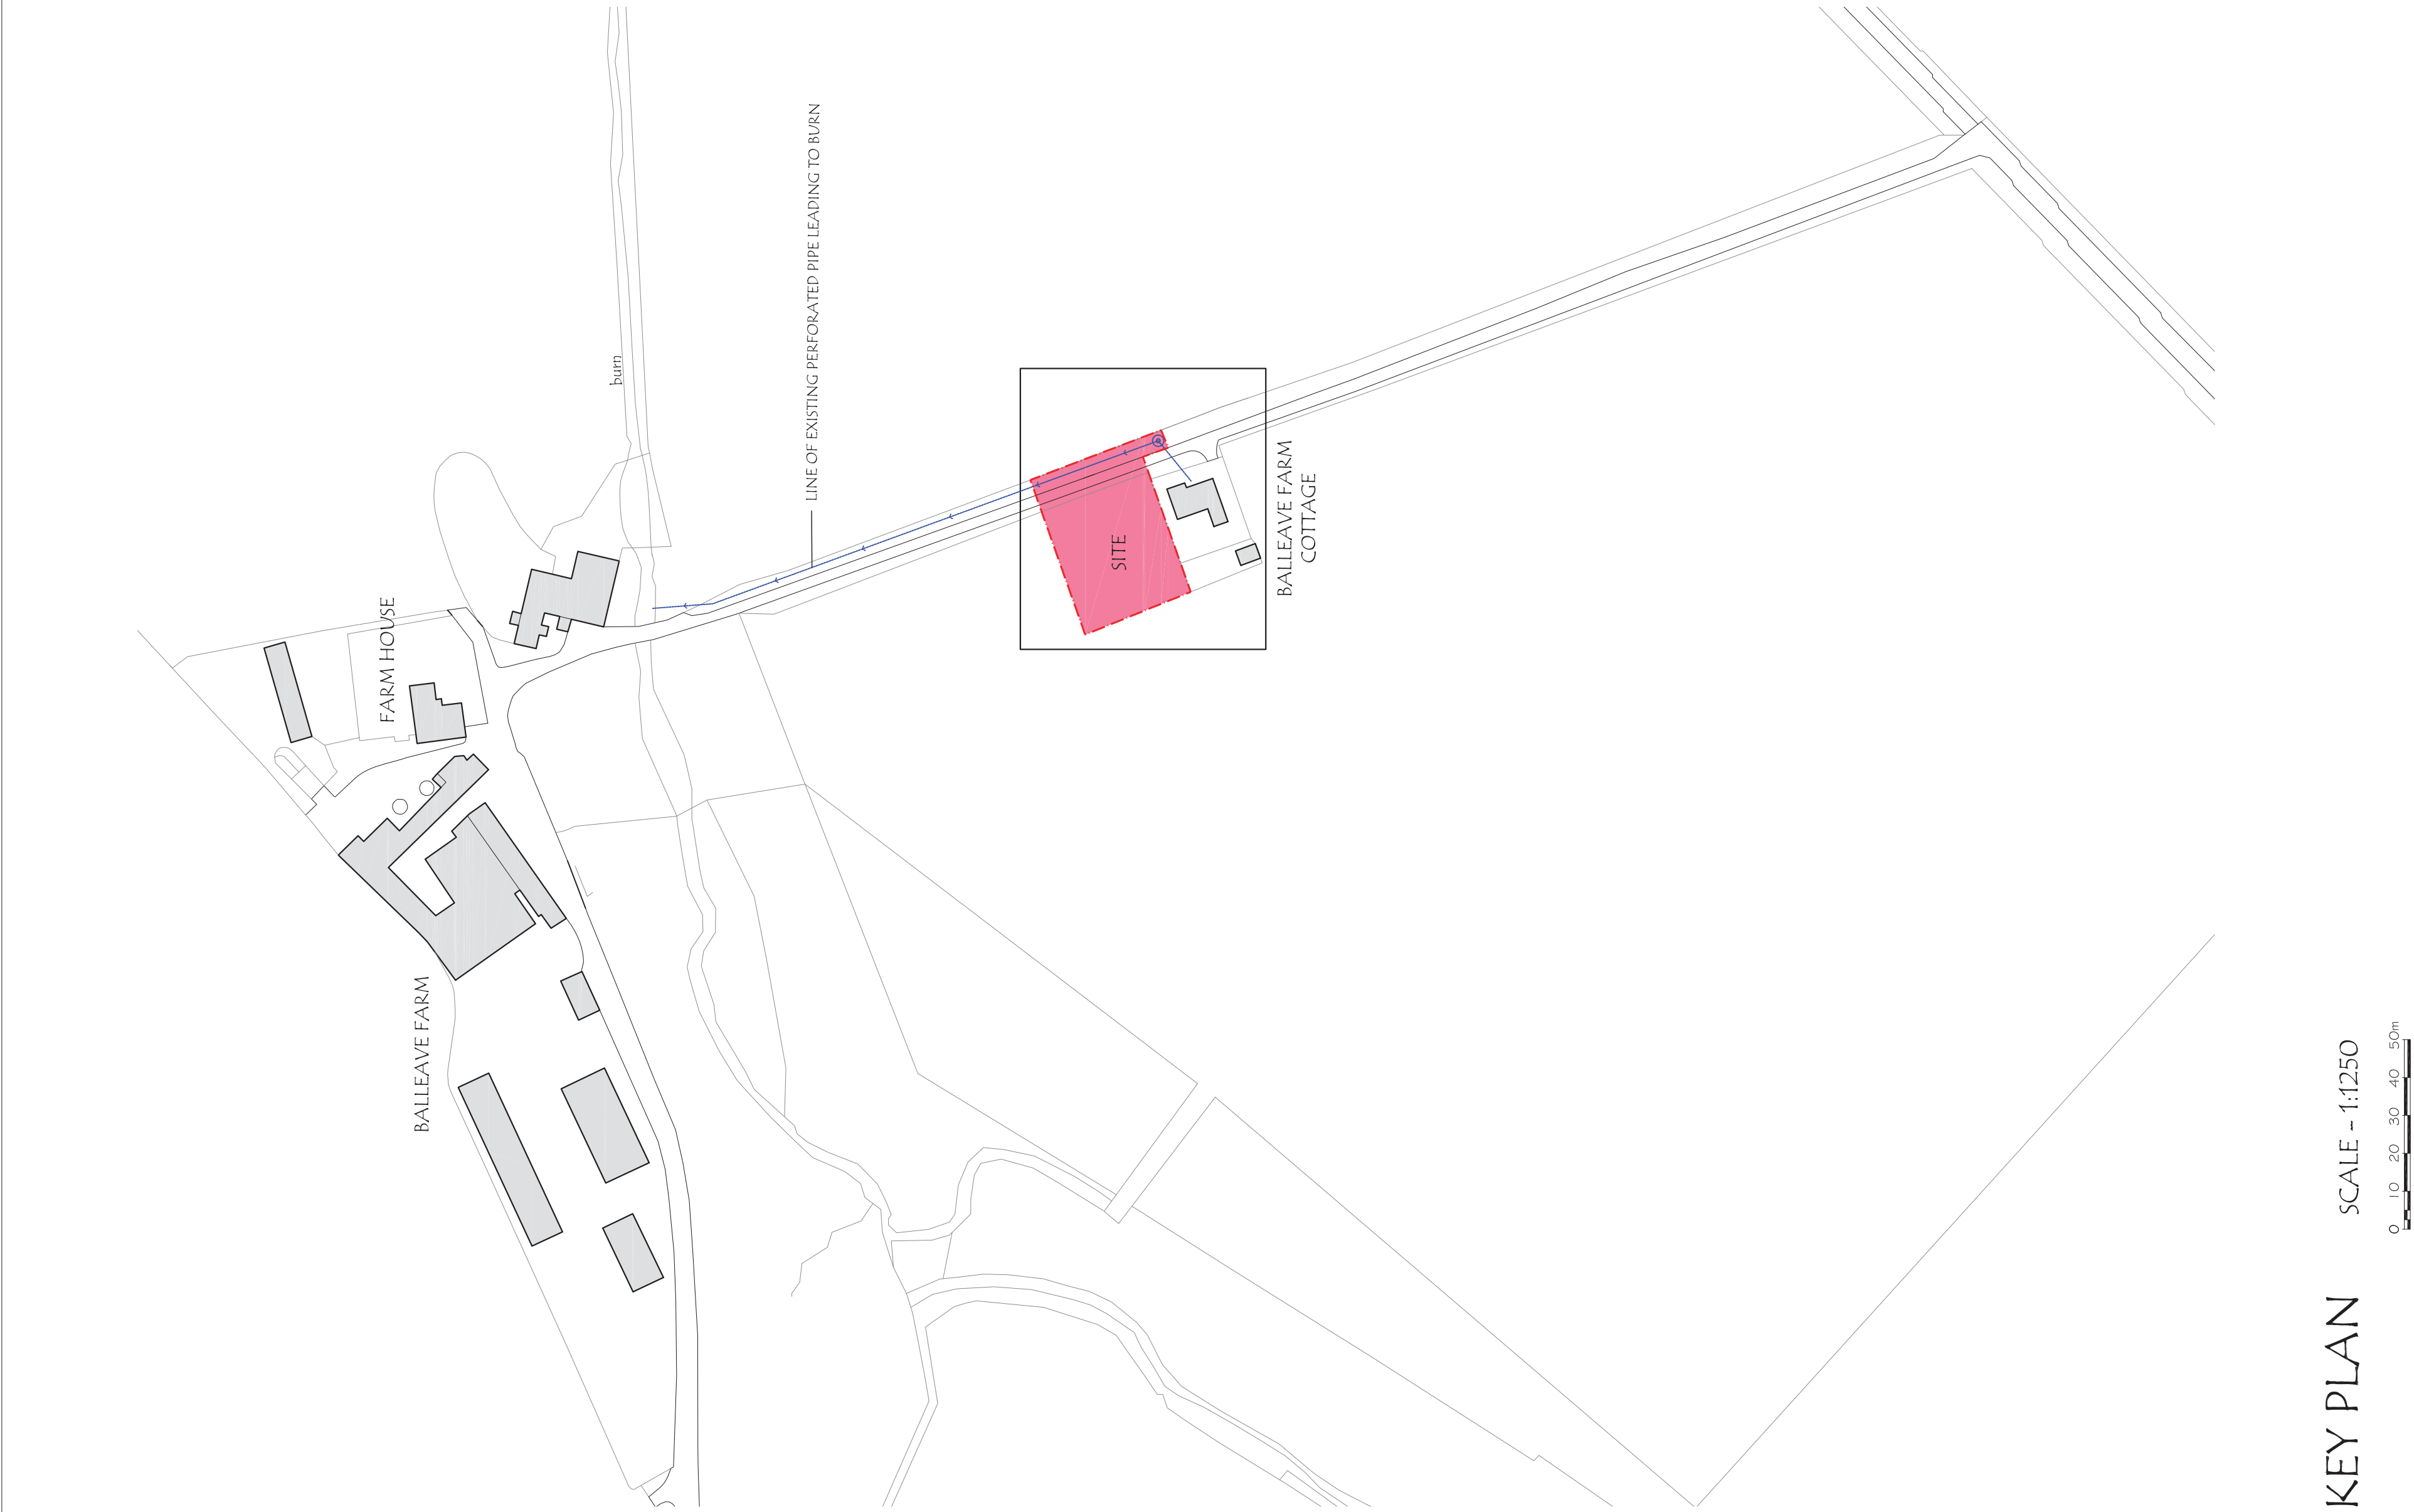 FARM HOUSE
BALLEAVE FARM
burn
LINE OF EXISTING PERFORATED PIPE LEADING TO BURN
SITE
BALLEAVE FARM
COTTAGE
KEY PLAN
SCALE - 1:1250
0 10 20 30 40 50m